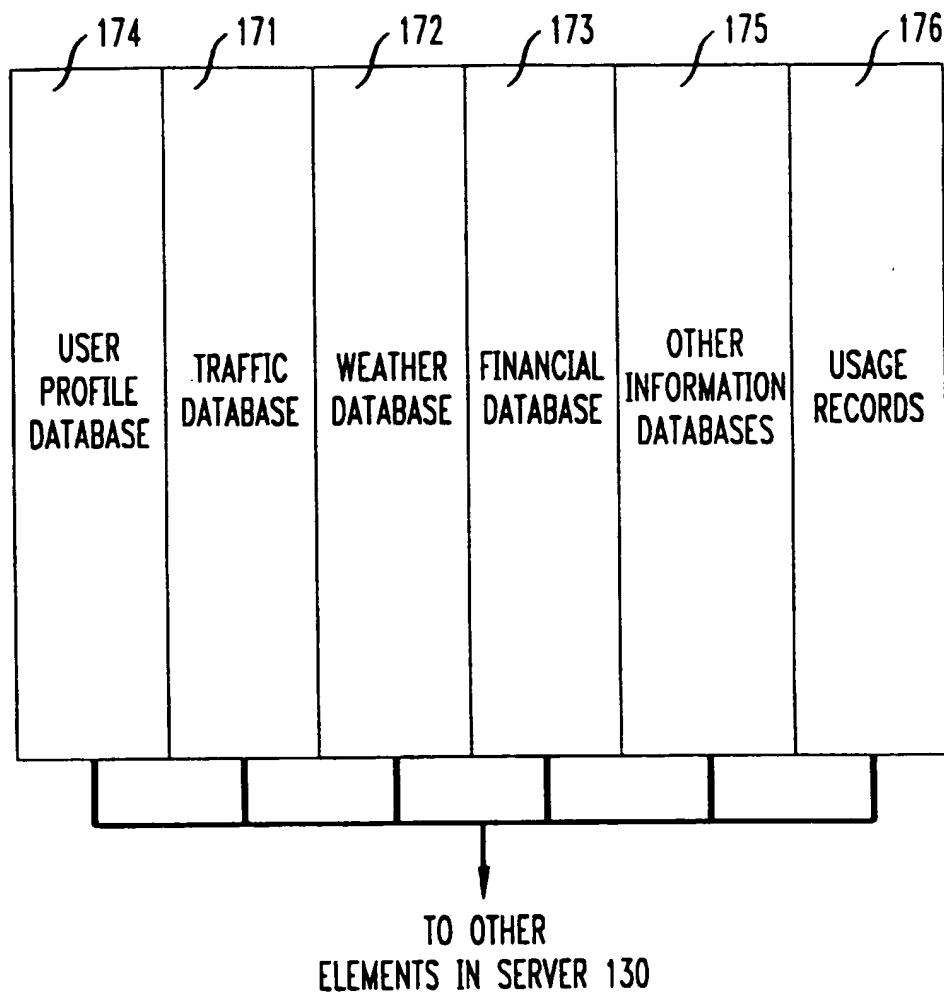 174 171 172 173 175 176
USER
PROFILE
DATABASE
TRAFFIC
DATABASE
WEATHER
DATABASE
FINANCIAL
DATABASE
OTHER
INFORMATION
DATABASES
USAGE
RECORDS
TO OTHER
ELEMENTS IN SERVER 130